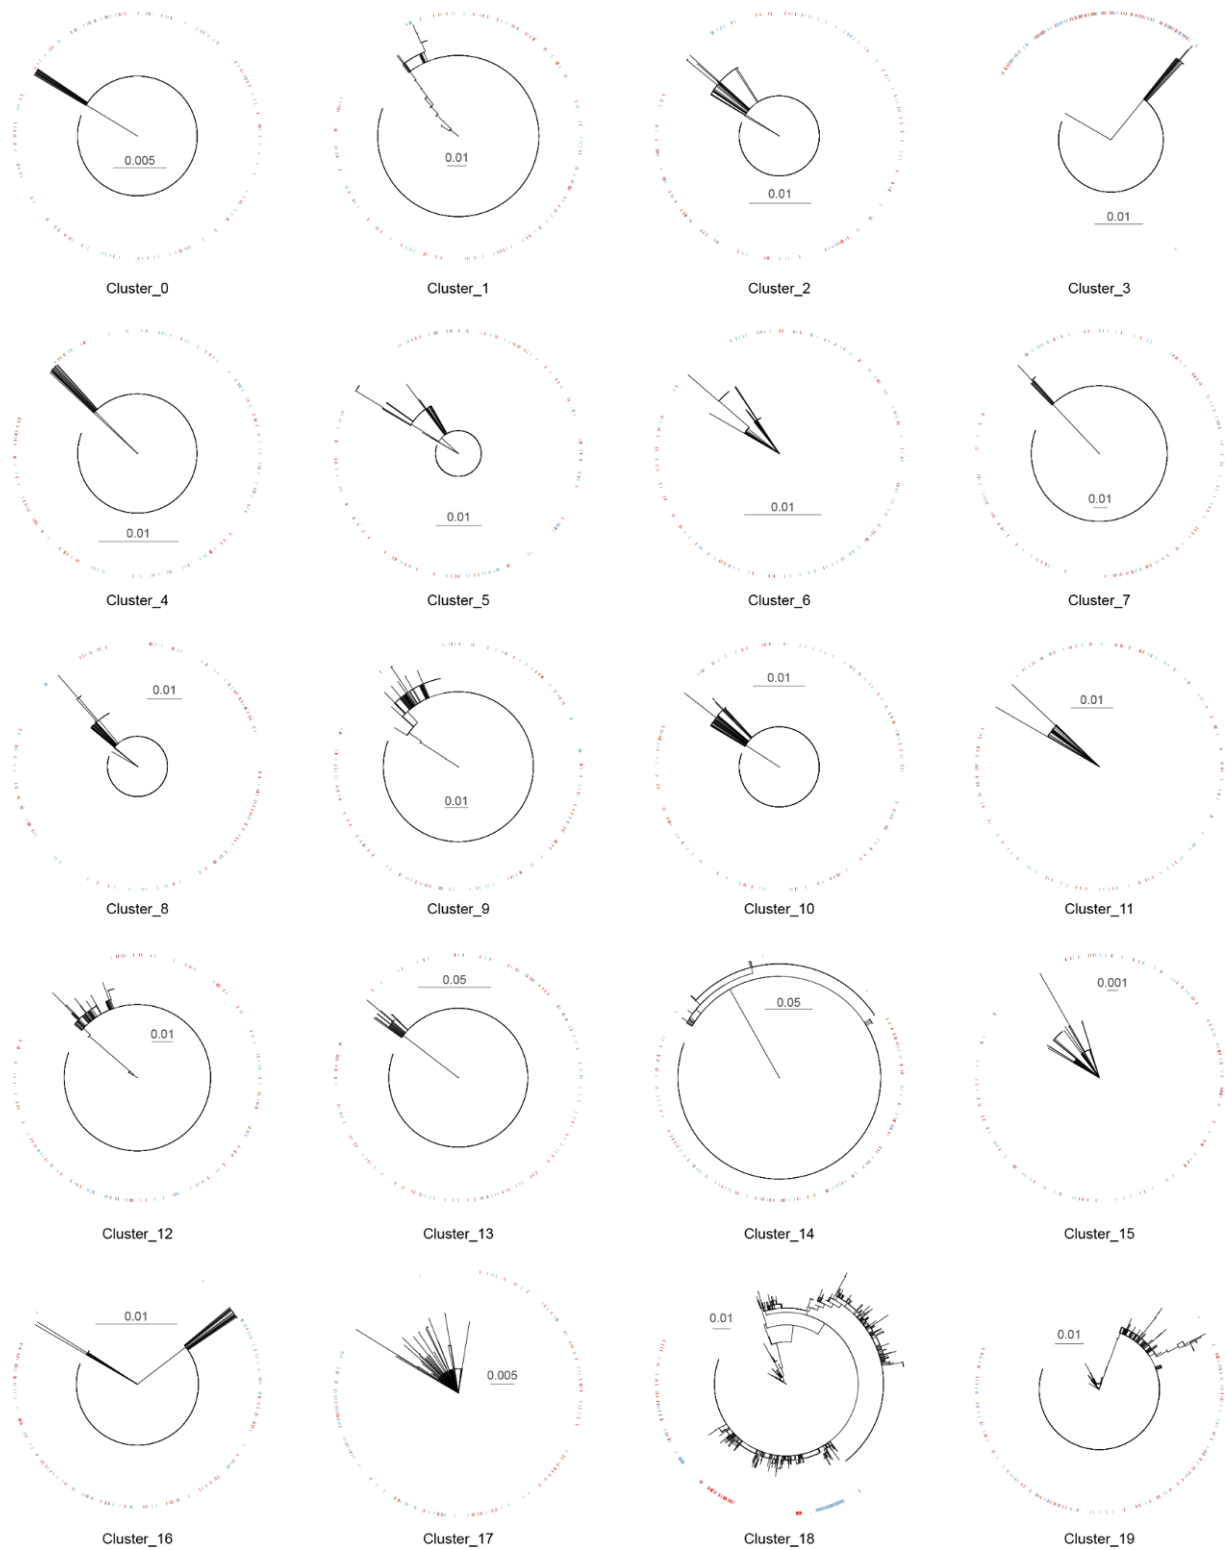 0.005
0.01
0.01
0.01
Cluster_0
Cluster_1
Cluster_2
Cluster_3
0.01
0.01
0.01
0.01
Cluster_4
Cluster_5
Cluster_6
Cluster_7
0.01
0.01
0.01
0.01
Cluster_8
Cluster_9
Cluster_10
Cluster_11
0.01
0.05
0.05
0.001
Cluster_12
Cluster_13
Cluster_14
Cluster_15
0.01
0.005
0.01
0.01
Cluster_16
Cluster_17
Cluster_18
Cluster_19